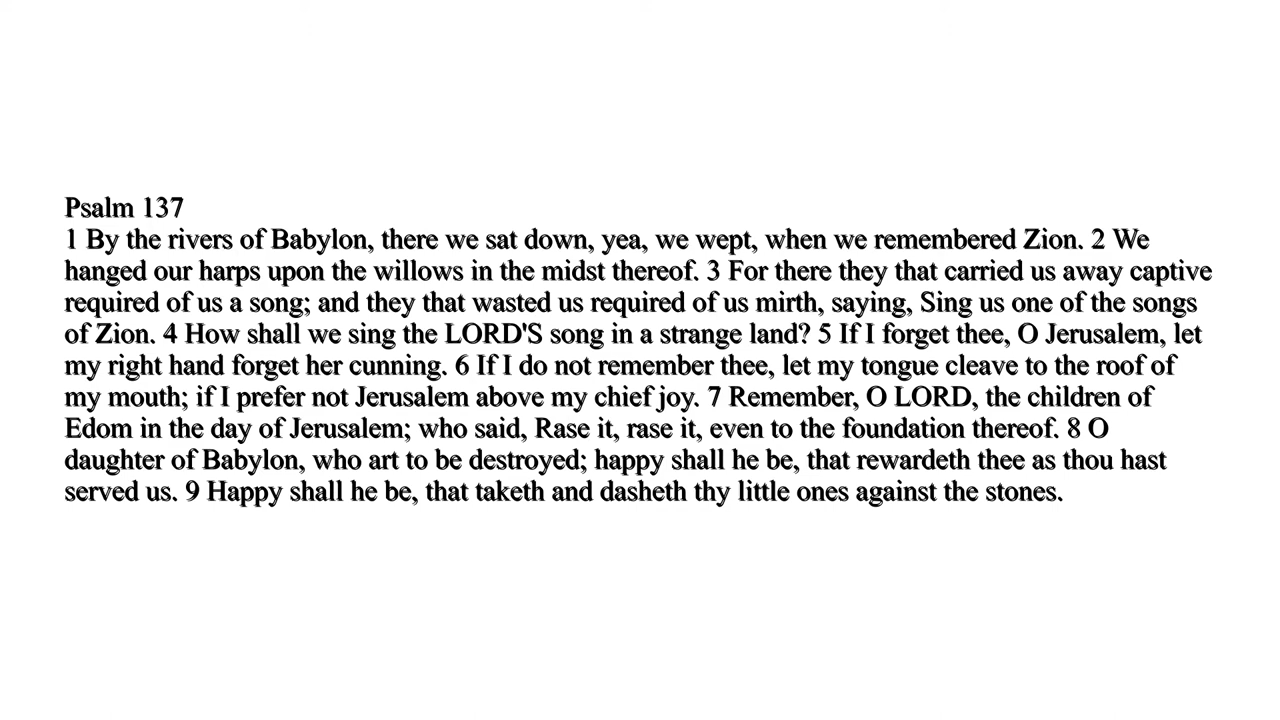 Psalm 137
1 By the rivers of Babylon, there we sat down, yea, we wept, when we remembered Zion. 2 We
hanged our harps upon the willows in the midst thereof. 3 For there they that carried us away captive
required of us a song; and they that wasted us required of us mirth, saying, Sing us one of the songs
of Zion. 4 How shall we sing the LORD'S song in a strange land? 5 If I forget thee, O Jerusalem, let
my right hand forget her cunning. 6 If I do not remember thee, let my tongue cleave to the roof of
my mouth; if I prefer not Jerusalem above my chief joy. 7 Remember, O LORD, the children of
Edom in the day of Jerusalem; who said, Rase it, rase it, even to the foundation thereof. 8 O
daughter of Babylon, who art to be destroyed; happy shall he be, that rewardeth thee as thou hast
served us. 9 Happy shall he be, that taketh and dasheth thy little ones against the stones.